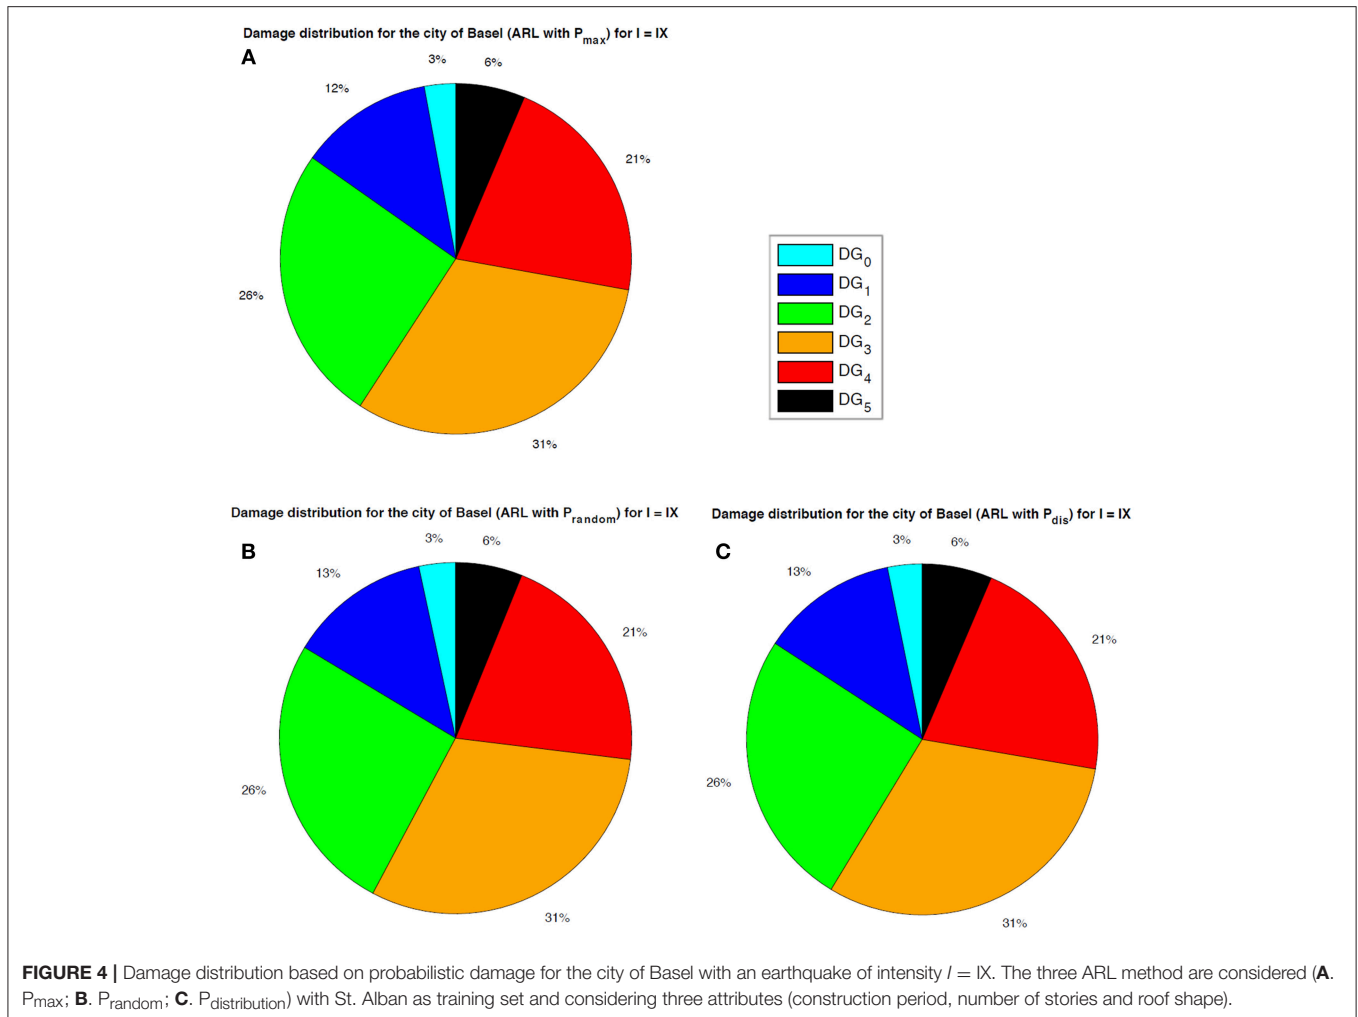 Damage distribution for the city of Basel (ARL with Pmax) for I = IX
A
3%
6%
12%
21%
26%
31%
DG0
DG1
DG2
DG3
DG4
DG5
Damage distribution for the city of Basel (ARL with Prandom) for I = IX
B
3%
6%
13%
21%
26%
31%
Damage distribution for the city of Basel (ARL with Pdis) for I = IX
C
3%
6%
13%
21%
26%
31%
FIGURE 4 | Damage distribution based on probabilistic damage for the city of Basel with an earthquake of intensity I = IX. The three ARL method are considered (A.
Pmax; B. Prandom; C. Pdistribution) with St. Alban as training set and considering three attributes (construction period, number of stories and roof shape).